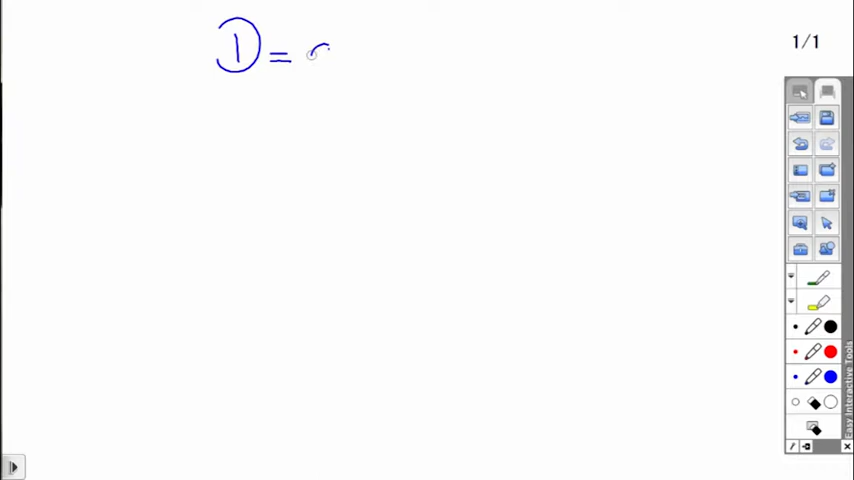 1/1
D =
Easy Interactive Tools